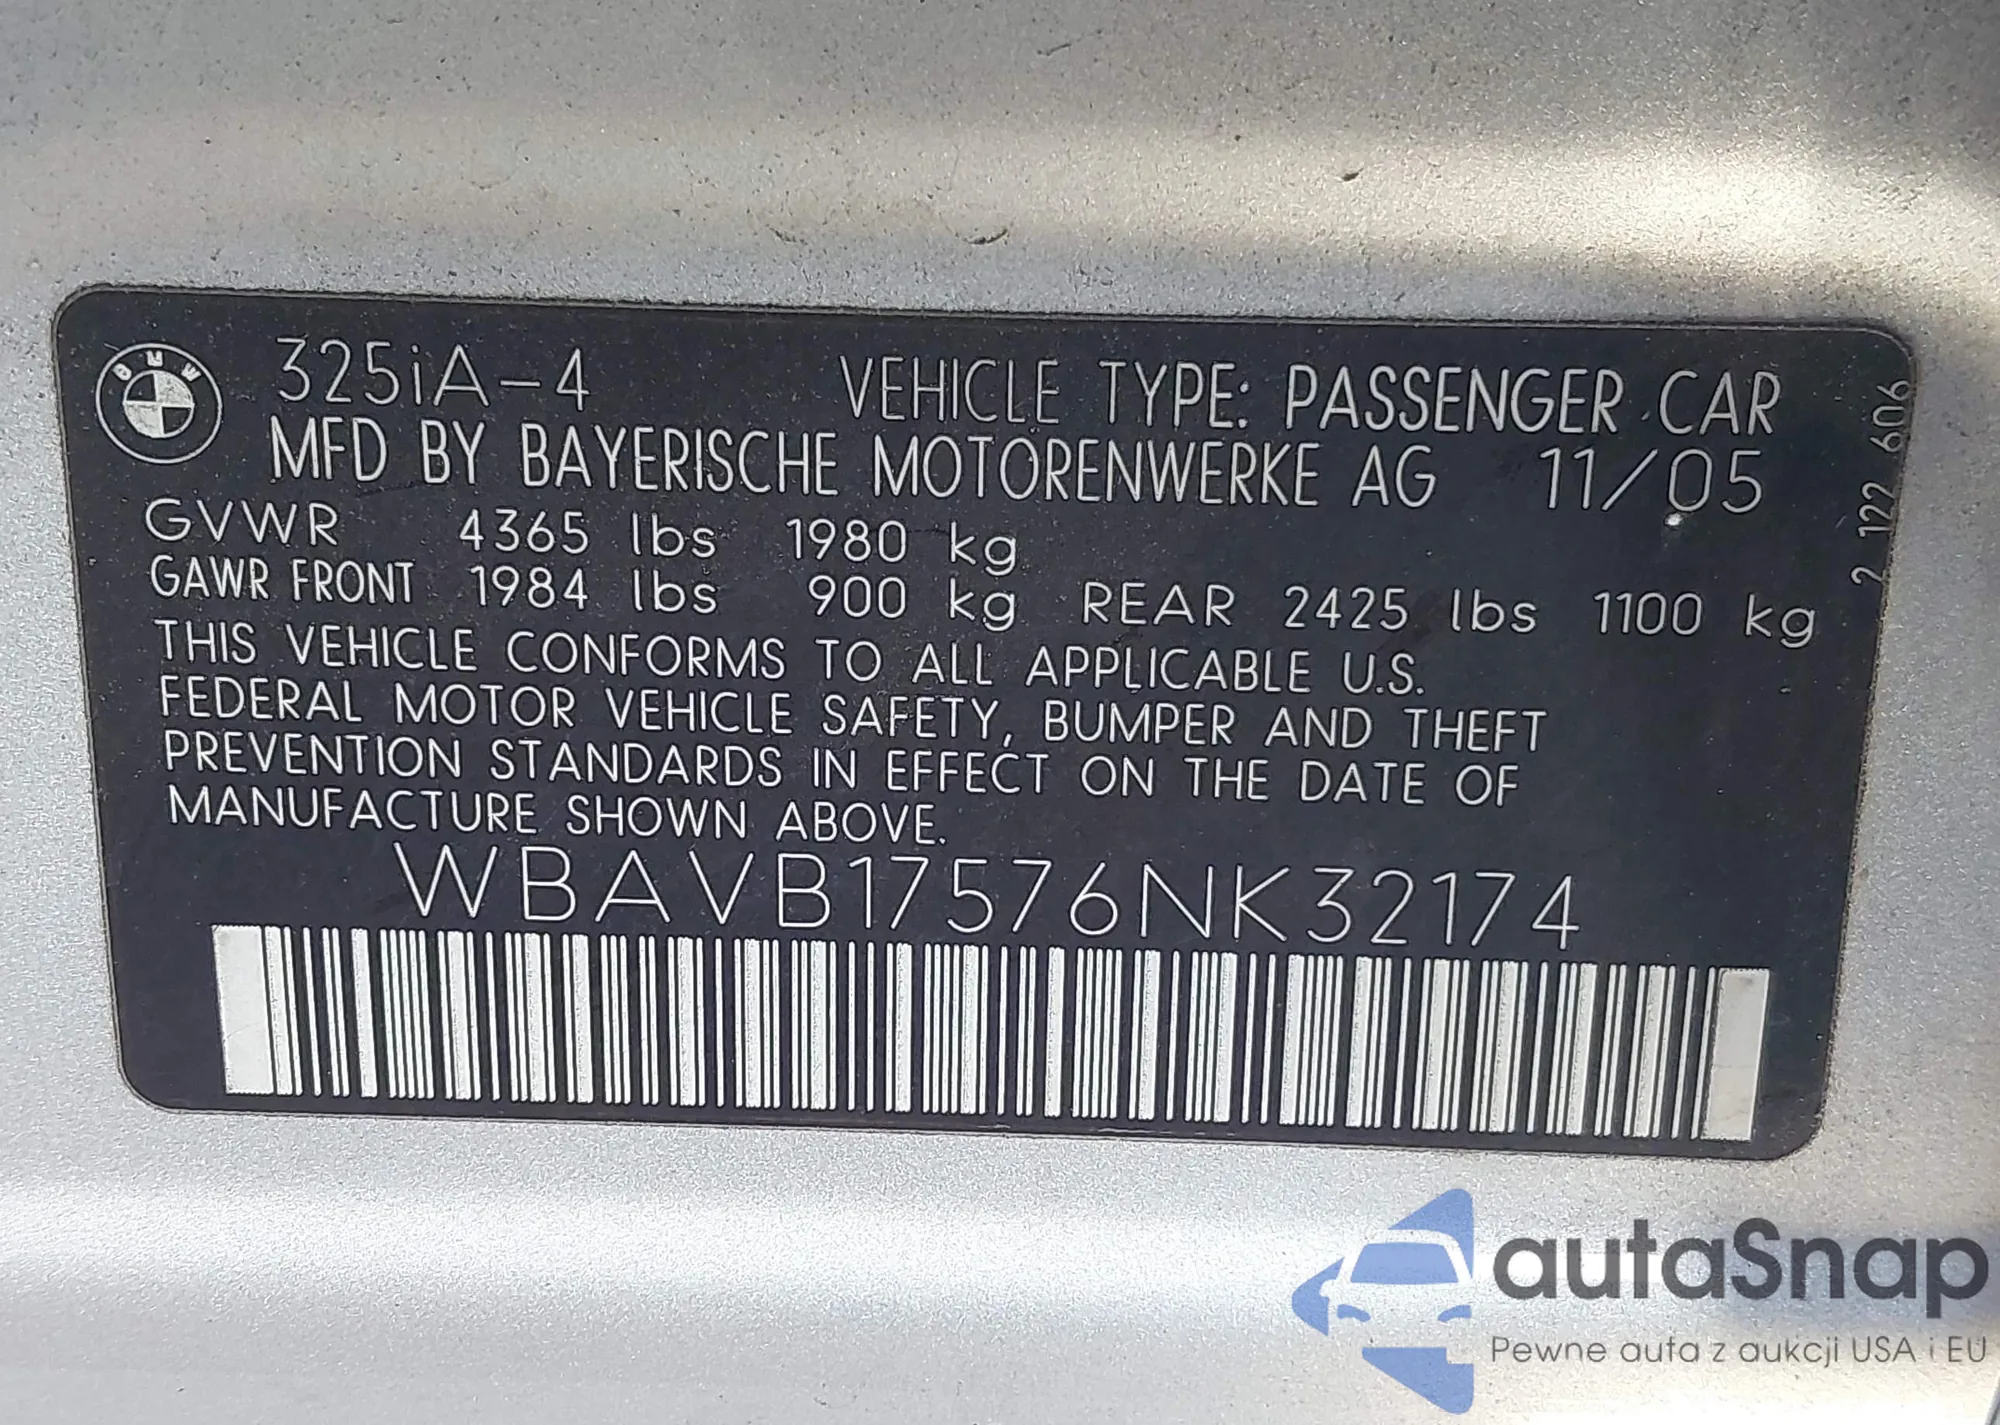 BMW
325iA-4 VEHICLE TYPE: PASSENGER CAR
MFD BY BAYERISCHE MOTORENWERKE AG 11/05
GVWR 4365 lbs 1980 kg
GAWR FRONT 1984 lbs 900 kg REAR 2425 lbs 1100 kg
THIS VEHICLE CONFORMS TO ALL APPLICABLE U.S.
FEDERAL MOTOR VEHICLE SAFETY, BUMPER AND THEFT
PREVENTION STANDARDS IN EFFECT ON THE DATE OF
MANUFACTURE SHOWN ABOVE.
WBAVB17576NK32174
2 122 606
autaSnap
Pewne auta z aukcji USA i EU